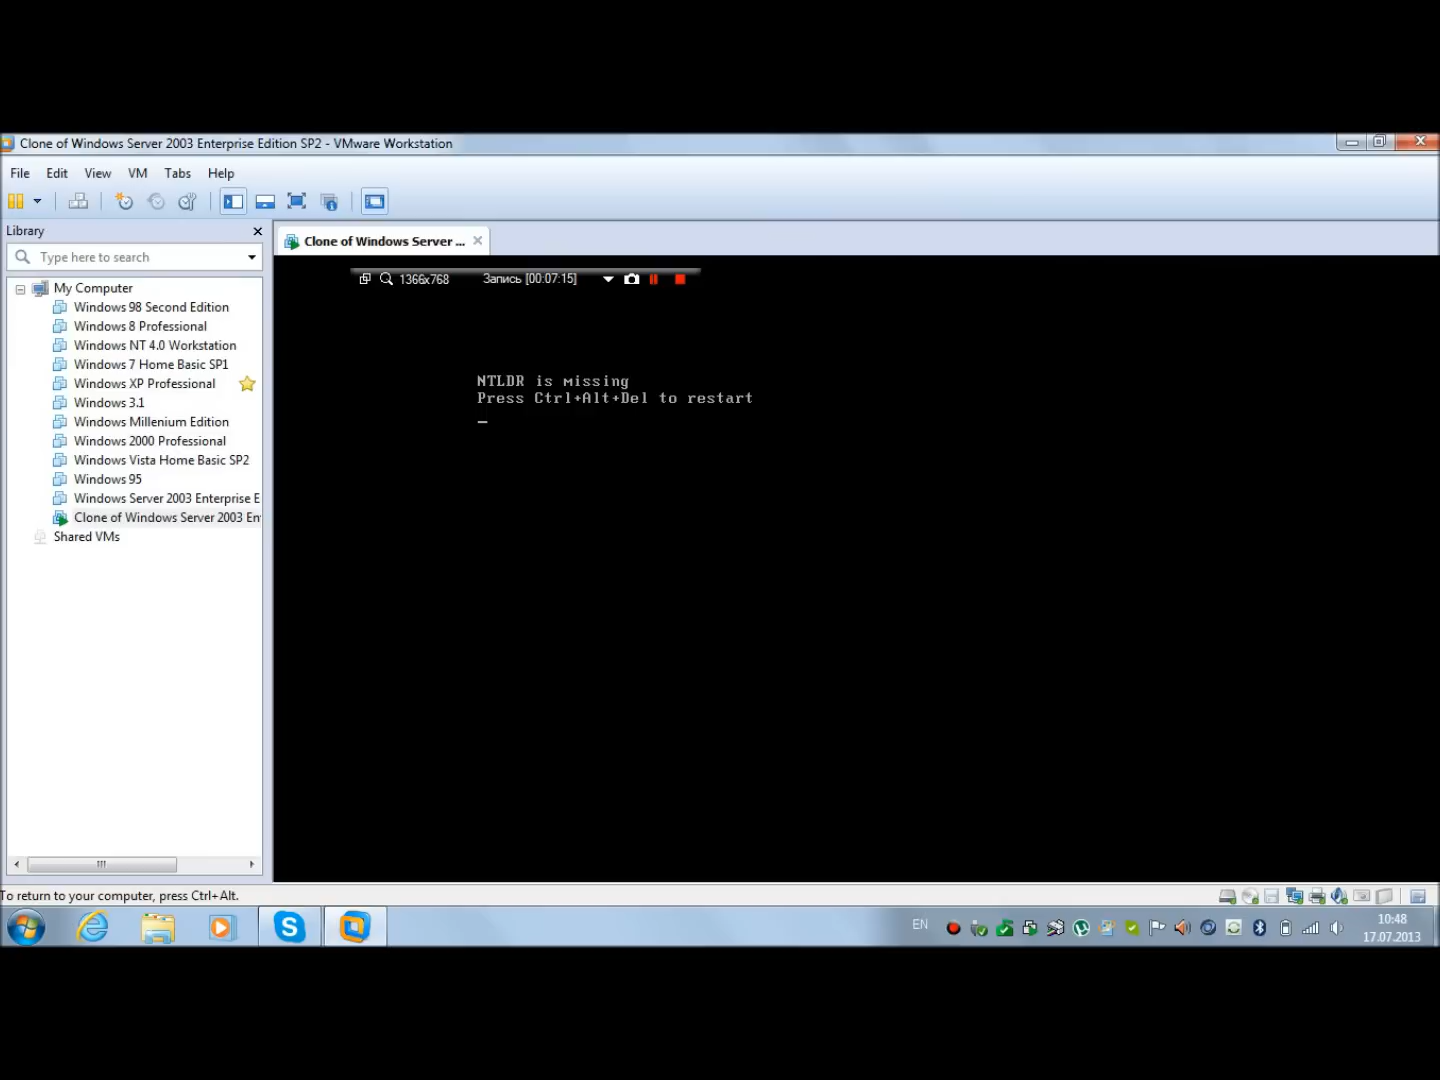 Clone of Windows Server 2003 Enterprise Edition SP2 - VMware Workstation
File Edit View VM Tabs Help
Library
Type here to search
Clone of Windows Server ...
My Computer
Windows 98 Second Edition
Windows 8 Professional
Windows NT 4.0 Workstation
Windows 7 Home Basic SP1
Windows XP Professional
Windows 3.1
Windows Millenium Edition
Windows 2000 Professional
Windows Vista Home Basic SP2
Windows 95
Windows Server 2003 Enterprise E
Clone of Windows Server 2003 En
Shared VMs
1366x768 Запись [00:07:15]
NTLDR is missing
Press Ctrl+Alt+Del to restart
To return to your computer, press Ctrl+Alt.
EN
10:48
17.07.2013